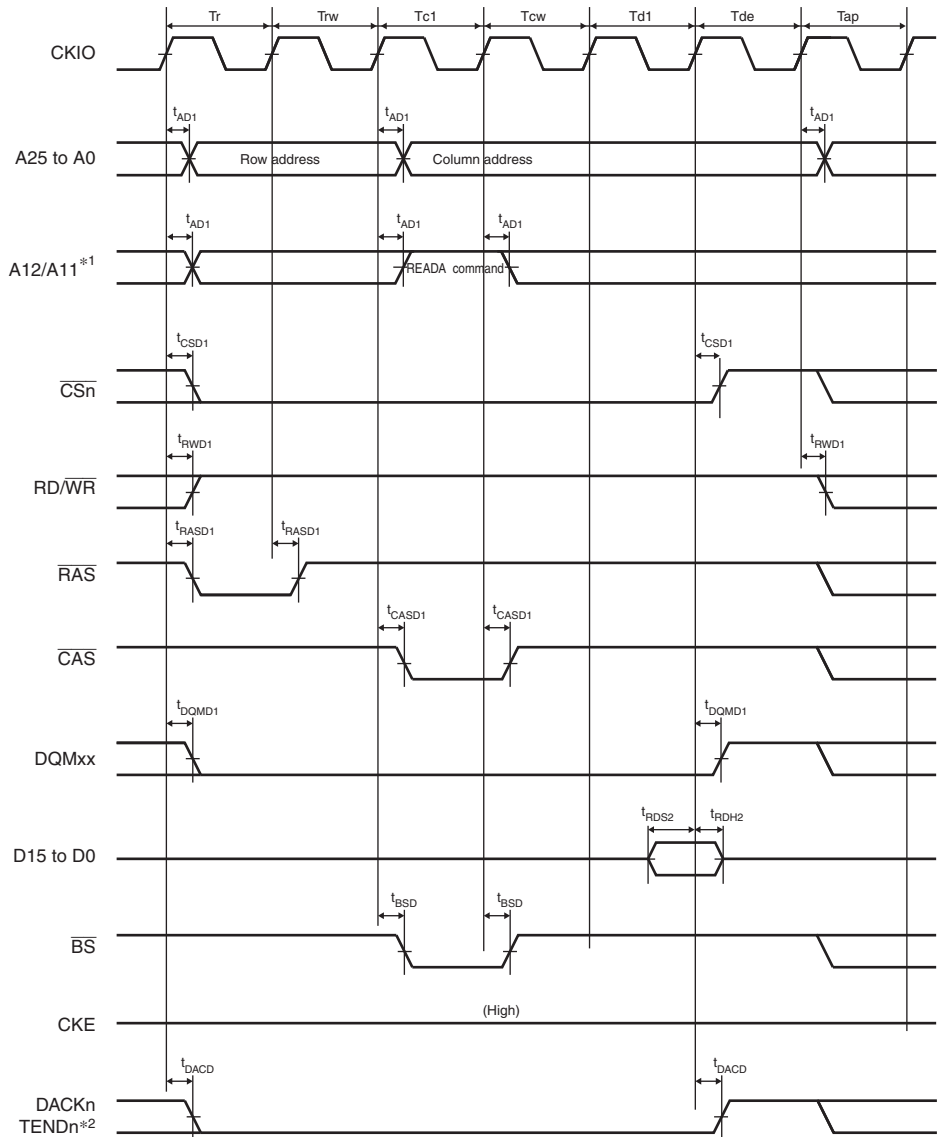 Tr Trw Tc1 Tcw Td1 Tde Tap
CKIO
tAD1 tAD1 tAD1
A25 to A0 Row address Column address
tAD1 tAD1 tAD1
A12/A11*1 READA command
tCSD1 tCSD1
CSn
tRWD1 tRWD1
RD/WR
tRASD1 tRASD1
RAS
tCASD1 tCASD1
CAS
tDQMD1 tDQMD1
DQMxx
tRDS2 tRDH2
D15 to D0
tBSD tBSD
BS
(High)
CKE
tDACD tDACD
DACKn
TENDn*2